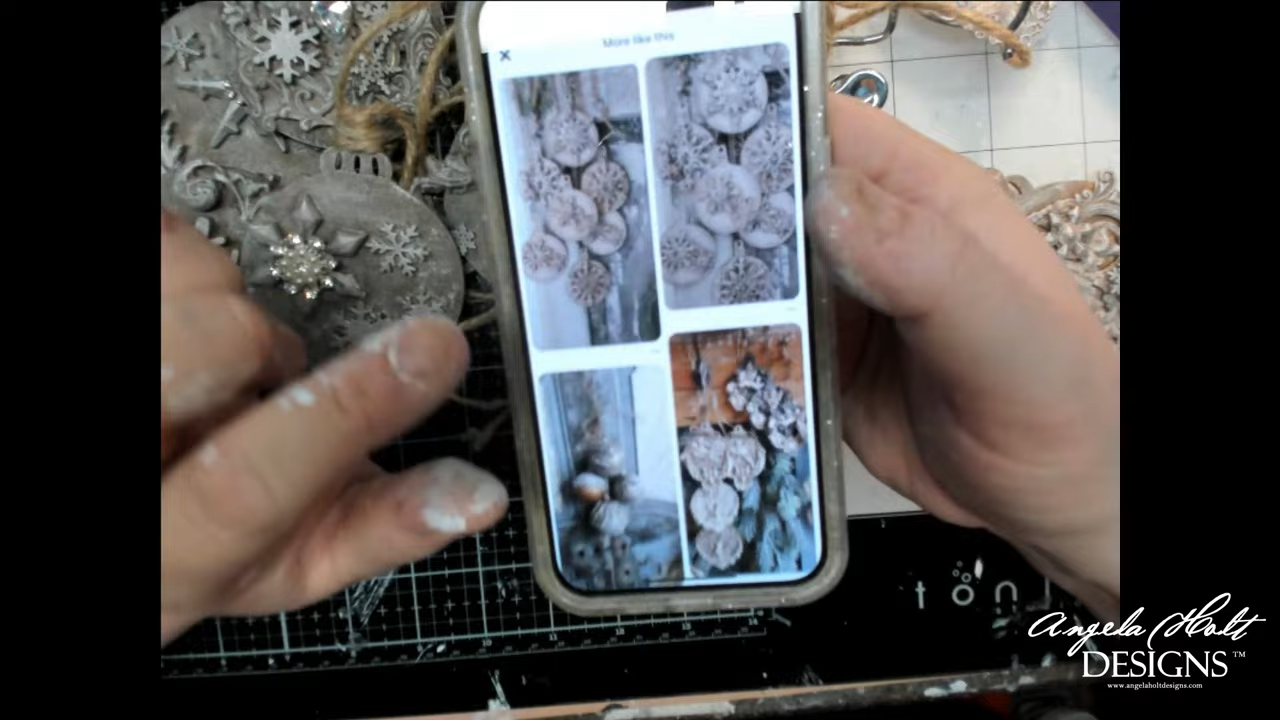 More like this
t o n
Angela Holt
DESIGNS™
www.angelaholtdesigns.com